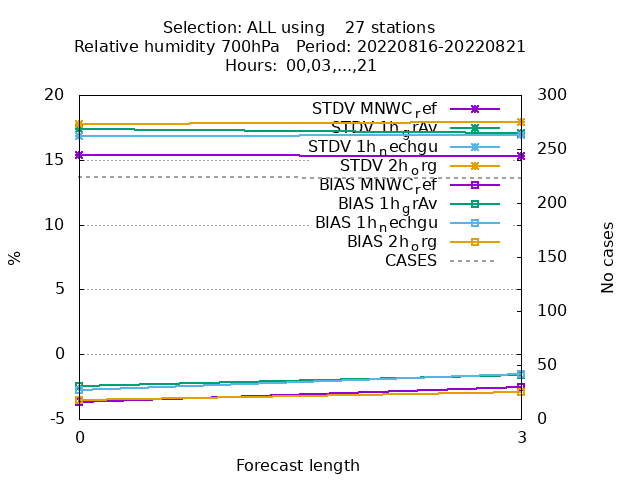 Selection: ALL using    27 stations
Relative humidity 700hPa   Period: 20220816-20220821
Hours: 00,03,...,21
20
15
10
5
0
-5
%
300
250
200
150
100
50
0
No cases
STDV MNWC_ref
STDV 1h_grAv
STDV 1h_nechgu
STDV 2h_org
BIAS MNWC_ref
BIAS 1h_grAv
BIAS 1h_nechgu
BIAS 2h_org
CASES
0
3
Forecast length